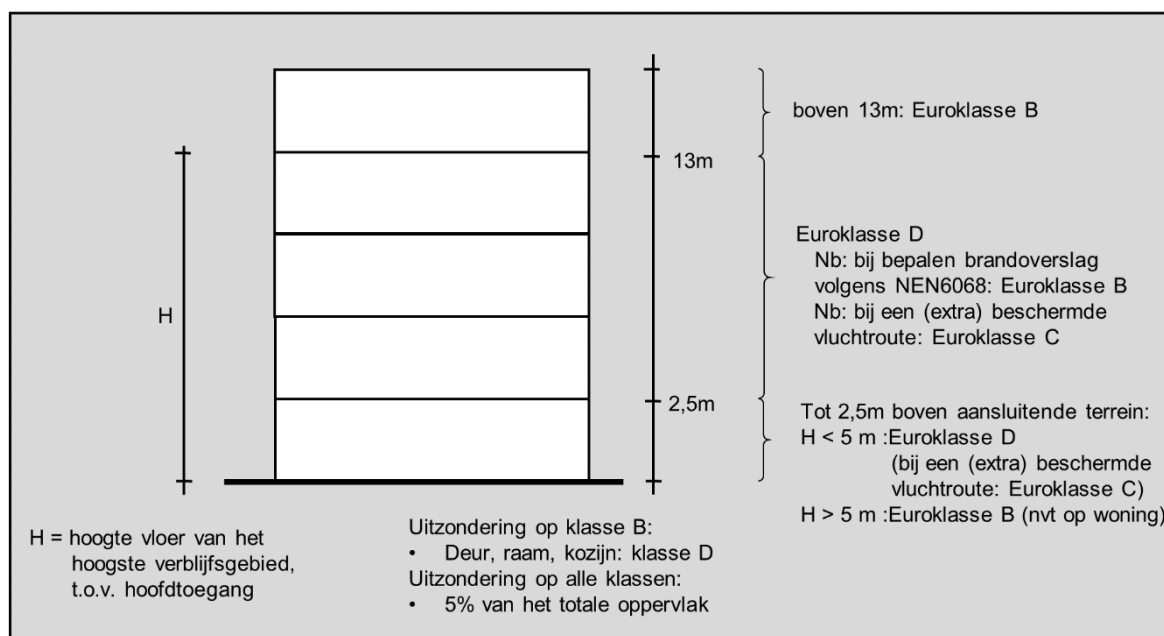 boven 13m: Euroklasse B
13m
Euroklasse D
Nb: bij bepalen brandoverslag
volgens NEN6068: Euroklasse B
Nb: bij een (extra) beschermde
vluchtroute: Euroklasse C
H
2,5m
Tot 2,5m boven aansluitende terrein:
H < 5 m :Euroklasse D
(bij een (extra) beschermde
vluchtroute: Euroklasse C)
H > 5 m :Euroklasse B (nvt op woning)
H = hoogte vloer van het
hoogste verblijfsgebied,
t.o.v. hoofdtoegang
Uitzondering op klasse B:
• Deur, raam, kozijn: klasse D
Uitzondering op alle klassen:
• 5% van het totale oppervlak